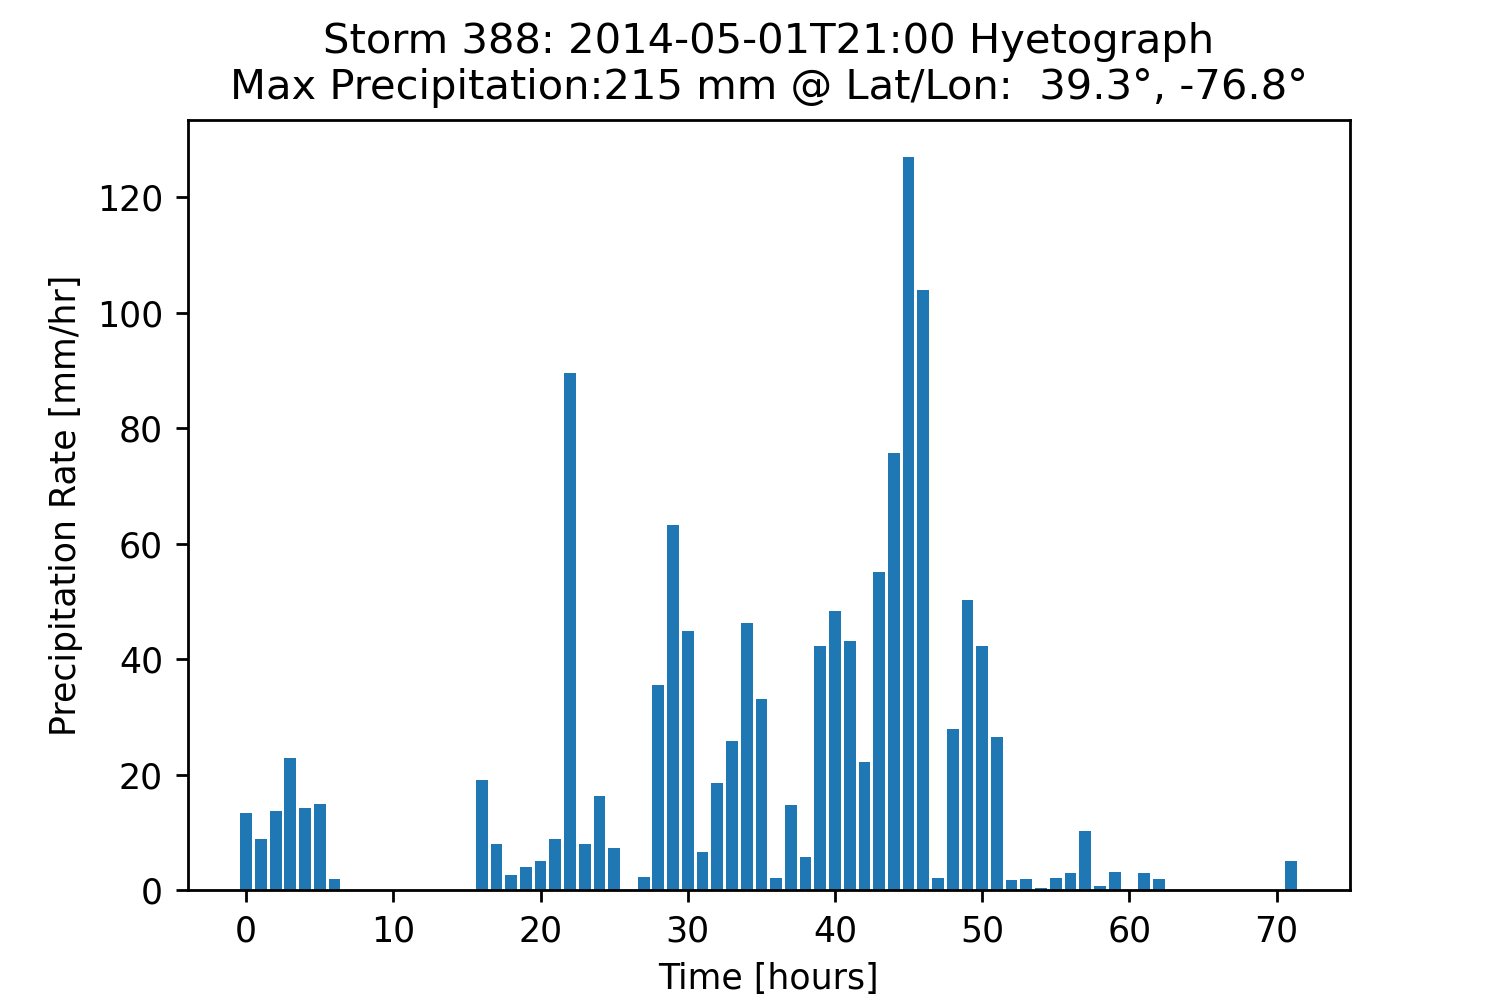 Storm 388: 2014-05-01T21:00 Hyetograph
Max Precipitation:215 mm @ Lat/Lon:  39.3°, -76.8°
Precipitation Rate [mm/hr]
120
100
80
60
40
20
0
0 10 20 30 40 50 60 70
Time [hours]